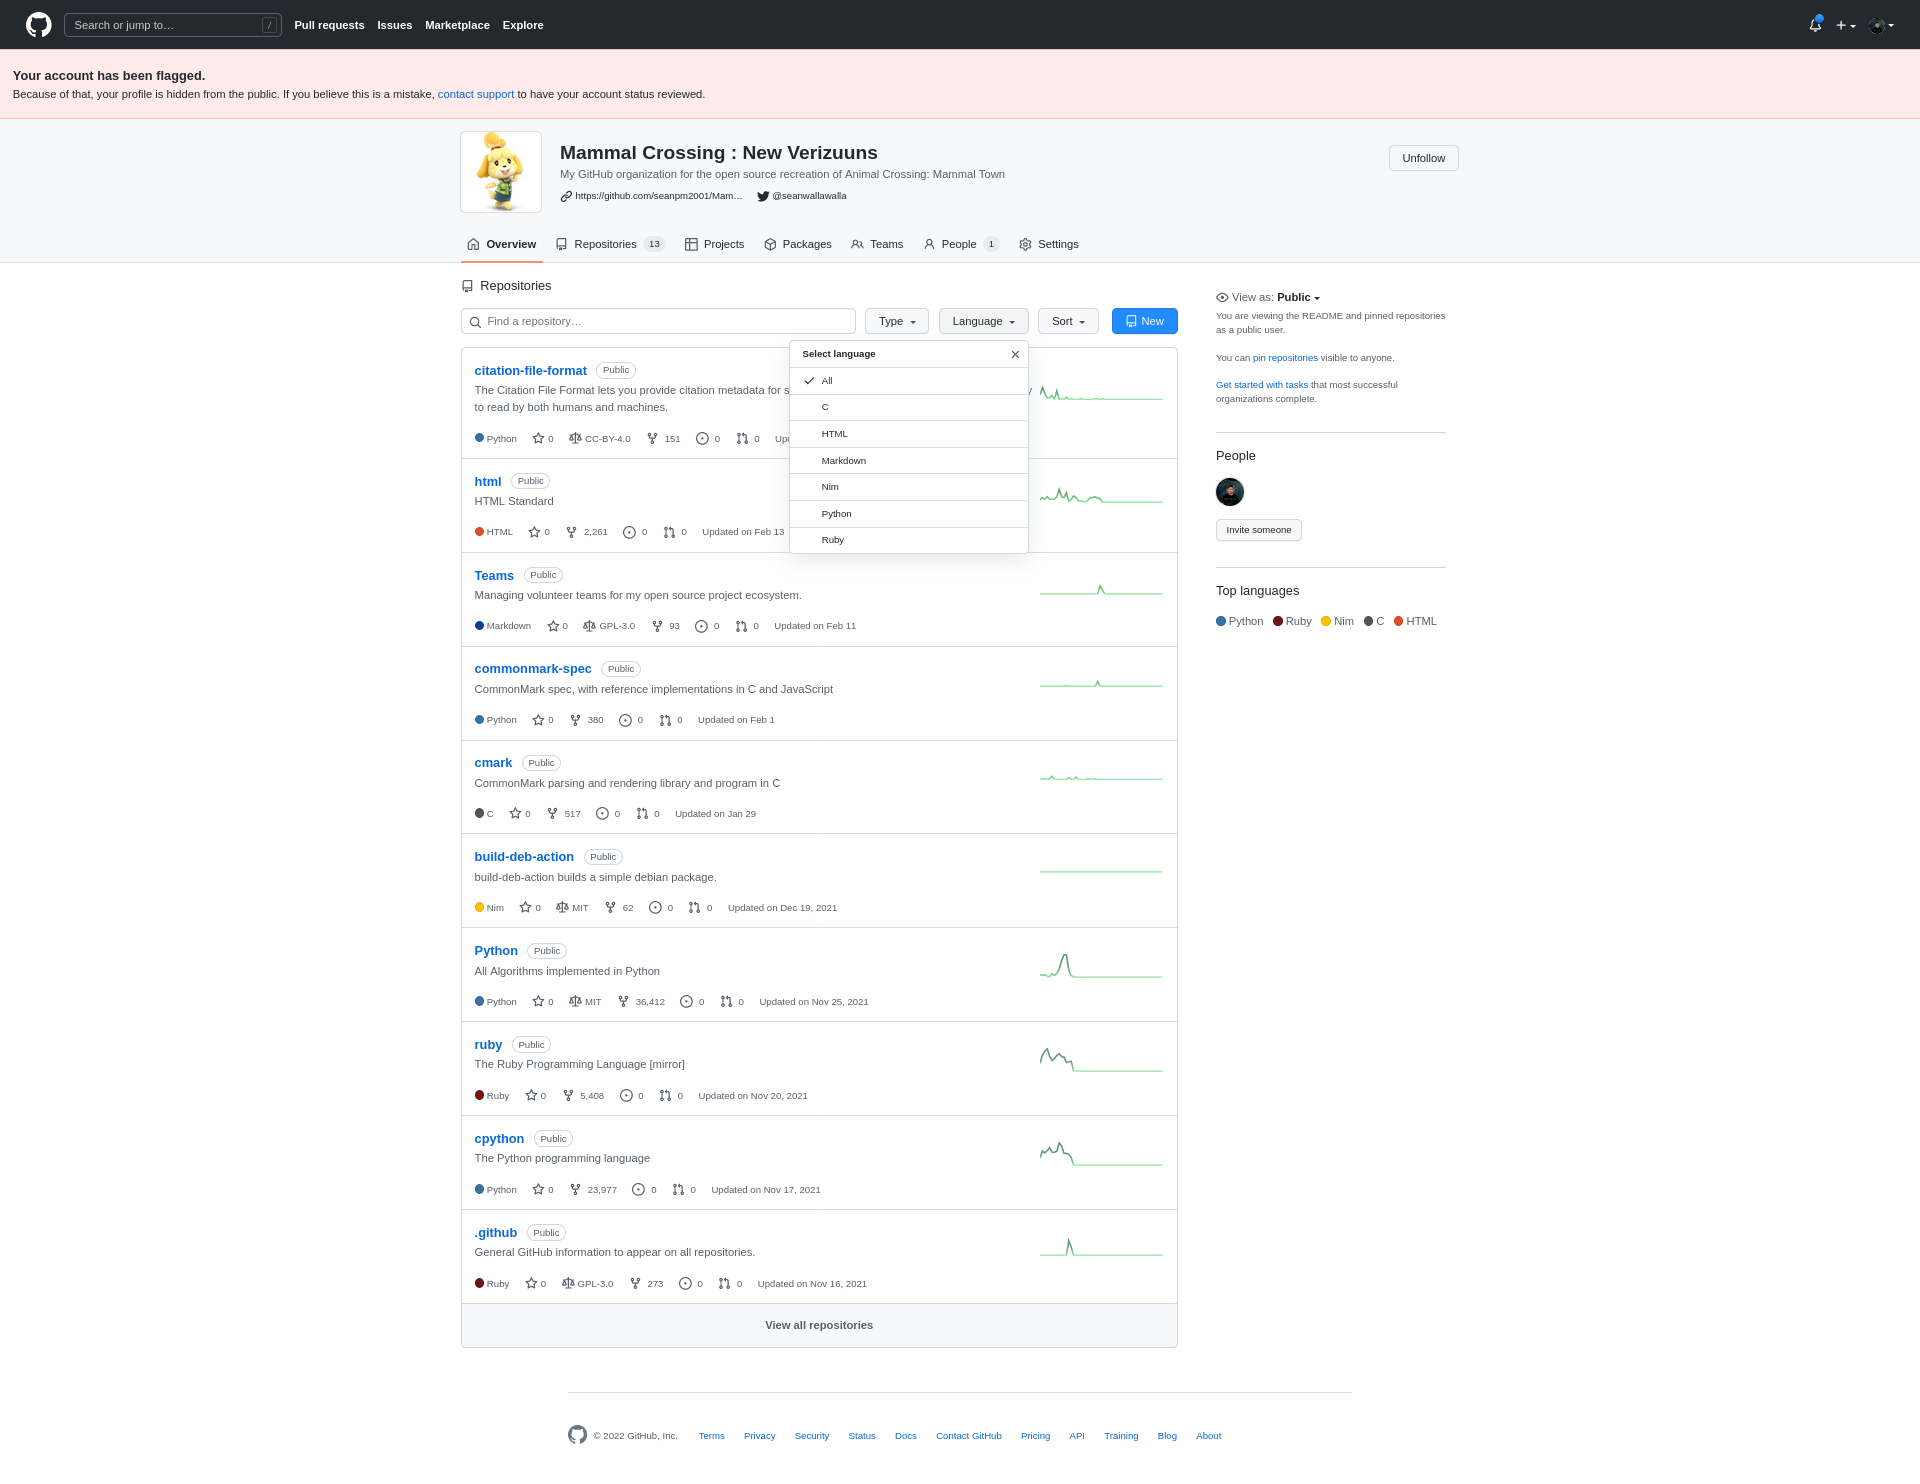 Search or jump to…
/
Pull requests
Issues
Marketplace
Explore
Your account has been flagged.
Because of that, your profile is hidden from the public. If you believe this is a mistake, contact support to have your account status reviewed.
Mammal Crossing : New Verizuuns
My GitHub organization for the open source recreation of Animal Crossing: Mammal Town
https://github.com/seanpm2001/Mam…
@seanwallawalla
Unfollow
Overview
Repositories 13
Projects
Packages
Teams
People 1
Settings
Repositories
Find a repository…
Type
Language
Sort
New
Select language
All
C
HTML
Markdown
Nim
Python
Ruby
citation-file-format Public
The Citation File Format lets you provide citation metadata for
to read by both humans and machines.
Python 0 CC-BY-4.0 151 0 0
html Public
HTML Standard
HTML 0 2,261 0 0 Updated on Feb 13
Teams Public
Managing volunteer teams for my open source project ecosystem.
Markdown 0 GPL-3.0 93 0 0 Updated on Feb 11
commonmark-spec Public
CommonMark spec, with reference implementations in C and JavaScript
Python 0 380 0 0 Updated on Feb 1
cmark Public
CommonMark parsing and rendering library and program in C
C 0 517 0 0 Updated on Jan 29
build-deb-action Public
build-deb-action builds a simple debian package.
Nim 0 MIT 62 0 0 Updated on Dec 19, 2021
Python Public
All Algorithms implemented in Python
Python 0 MIT 36,412 0 0 Updated on Nov 25, 2021
ruby Public
The Ruby Programming Language [mirror]
Ruby 0 5,408 0 0 Updated on Nov 20, 2021
cpython Public
The Python programming language
Python 0 23,977 0 0 Updated on Nov 17, 2021
.github Public
General GitHub information to appear on all repositories.
Ruby 0 GPL-3.0 273 0 0 Updated on Nov 16, 2021
View all repositories
View as: Public
You are viewing the README and pinned repositories
as a public user.
You can pin repositories visible to anyone.
Get started with tasks that most successful
organizations complete.
People
Invite someone
Top languages
Python Ruby Nim C HTML
© 2022 GitHub, Inc.
Terms
Privacy
Security
Status
Docs
Contact GitHub
Pricing
API
Training
Blog
About